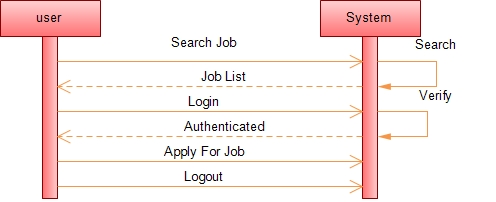 user
System
Search Job
Search
Job List
Verify
Login
Authenticated
Apply For Job
Logout